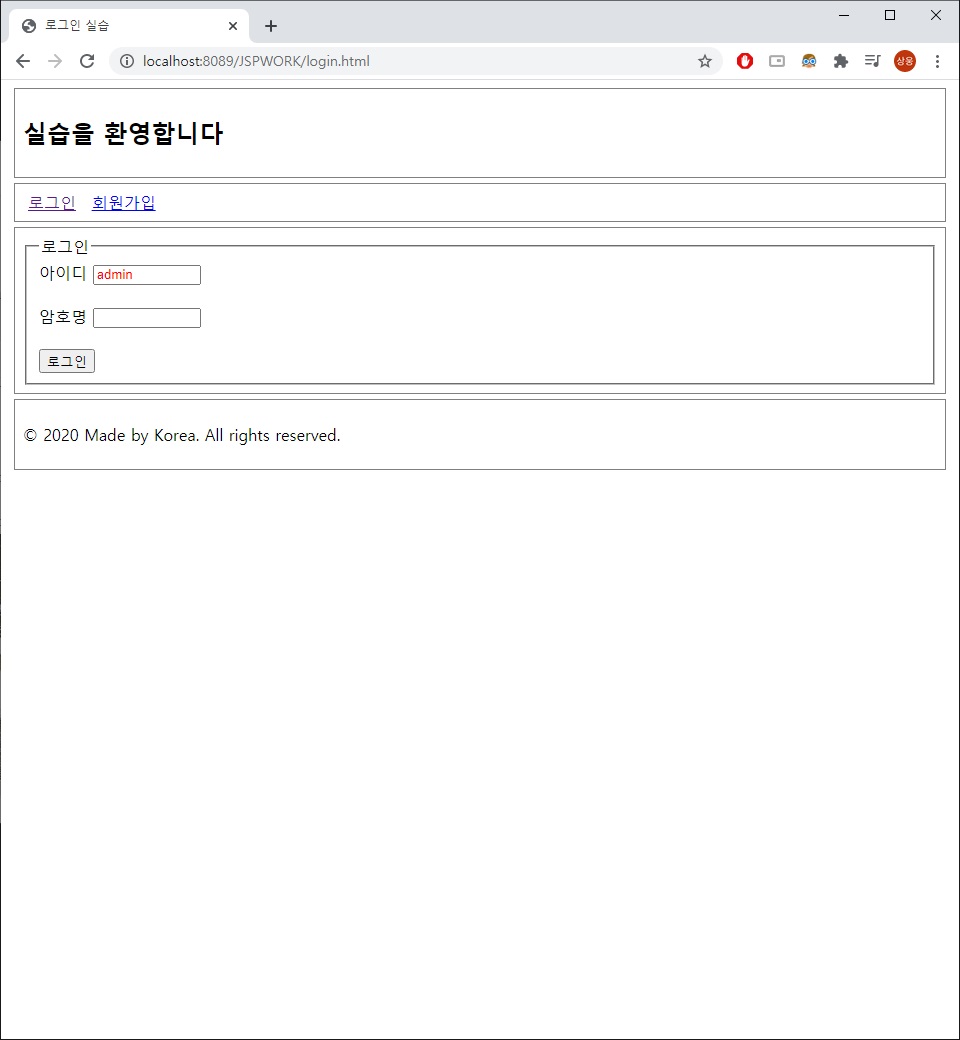 로그인 실습
localhost:8089/JSPWORK/login.html
상웅
실습을 환영합니다
로그인 회원가입
로그인
아이디 admin
암호명
로그인
© 2020 Made by Korea. All rights reserved.